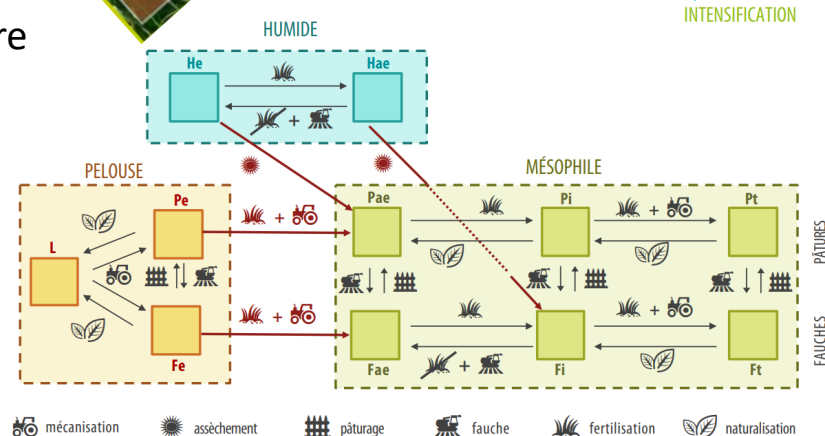 re
INTENSIFICATION
HUMIDE
He
Hae
+
PELOUSE
MÉSOPHILE
Pe
Pae
Pi
Pt
L
+
+
PÂTURES
+
+
FAUCHES
Fe
Fae
+
Fi
Ft
mécanisation
assèchement
pâturage
fauche
fertilisation
naturalisation